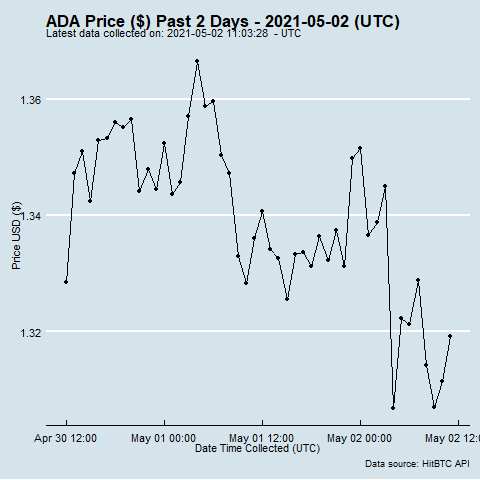 ADA Price ($) Past 2 Days - 2021-05-02 (UTC)
Latest data collected on: 2021-05-02 11:03:28 - UTC
Price USD ($)
1.36
1.34
1.32
Apr 30 12:00 May 01 00:00 May 01 12:00 May 02 00:00 May 02 12:0
Date Time Collected (UTC)
Data source: HitBTC API